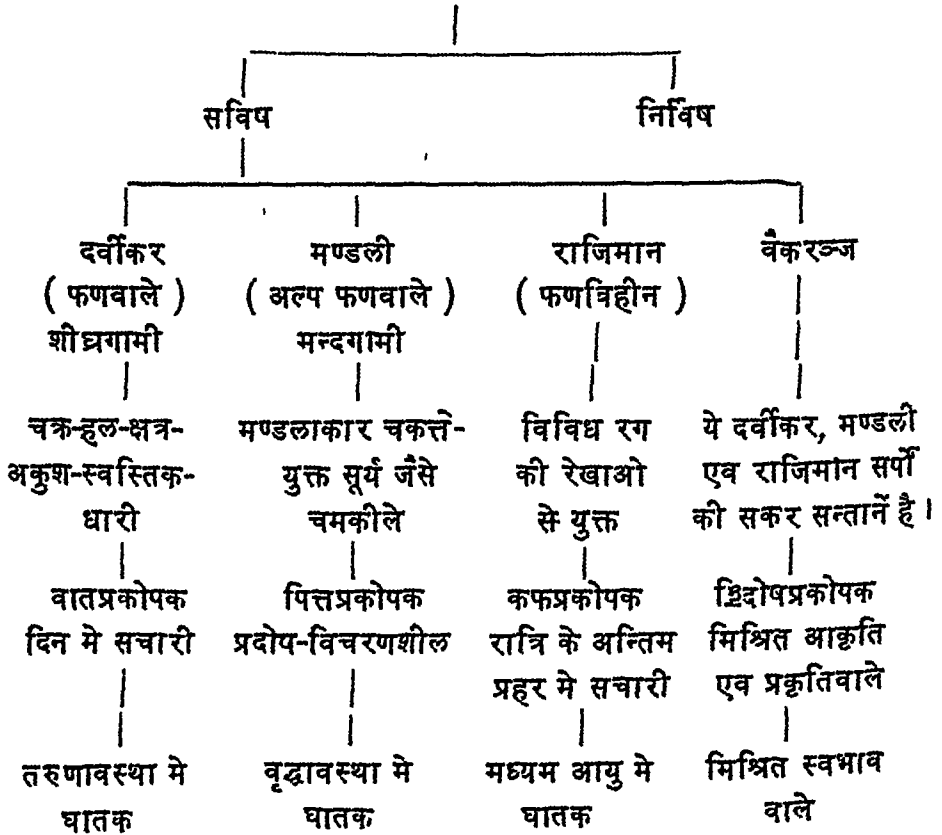 सविष
निर्विष
दर्वीकर
( फणवाले )
शीघ्रगामी
मण्डली
( अल्प फणवाले )
मन्दगामी
राजिमान
( फणविहीन )
वैकरञ्ज
चक्र-हल-क्षत्र-
अकुश-स्वस्तिक-
धारी
मण्डलाकार चकत्ते-
युक्त सूर्य जैसे
चमकीले
विविध रग
की रेखाओ
से युक्त
ये दर्वीकर, मण्डली
एव राजिमान सर्पों
की सकर सन्तानें है ।
वातप्रकोपक
दिन मे सचारी
पित्तप्रकोपक
प्रदोप-विचरणशील
कफप्रकोपक
रात्रि के अन्तिम
प्रहर मे सचारी
मिश्रित आकृति
एव प्रकृतिवाले
तरुणावस्था मे
घातक
वृद्धावस्था मे
घातक
मध्यम आयु मे
घातक
मिश्रित स्वभाव
वाले